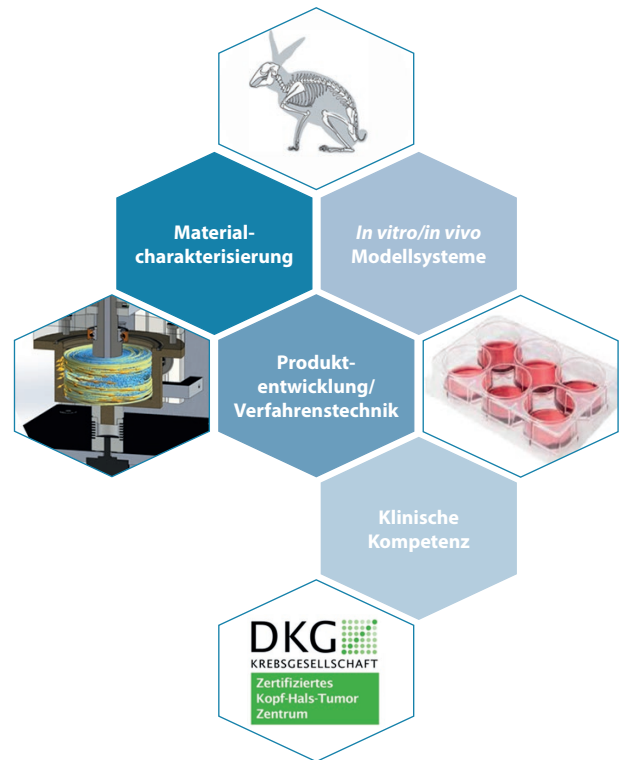 Material-
charakterisierung
In vitro/in vivo
Modellsysteme
Produkt-
entwicklung/
Verfahrenstechnik
Klinische
Kompetenz
DKG
KREBSGESELLSCHAFT
Zertifiziertes
Kopf-Hals-Tumor
Zentrum